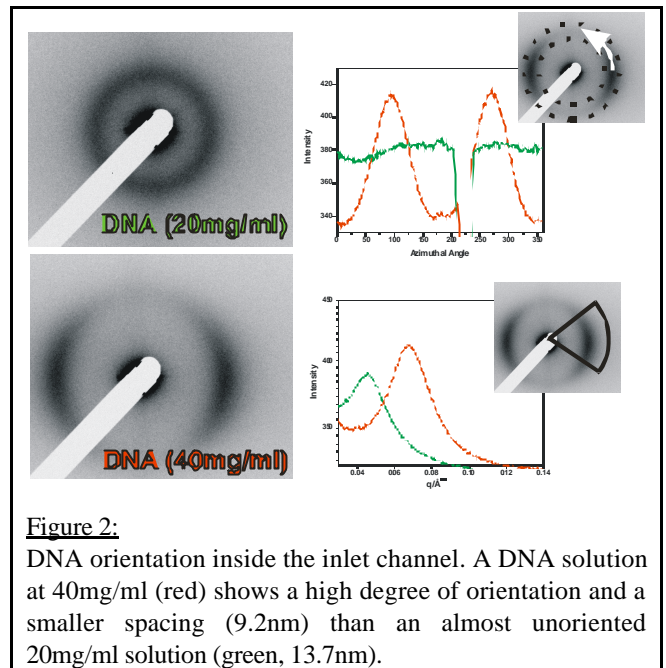 DNA (20mg/ml)
420
400
380
360
340
Intensity
0 50 100 150 200 250 300 35
Azimuthal Angle
DNA (40mg/ml)
Intensity
0.04 0.08 0.10 0.12 0.14
Figure 2:
DNA orientation inside the inlet channel. A DNA solution
at 40mg/ml (red) shows a high degree of orientation and a
smaller spacing (9.2nm) than an almost unoriented
20mg/ml solution (green, 13.7nm).